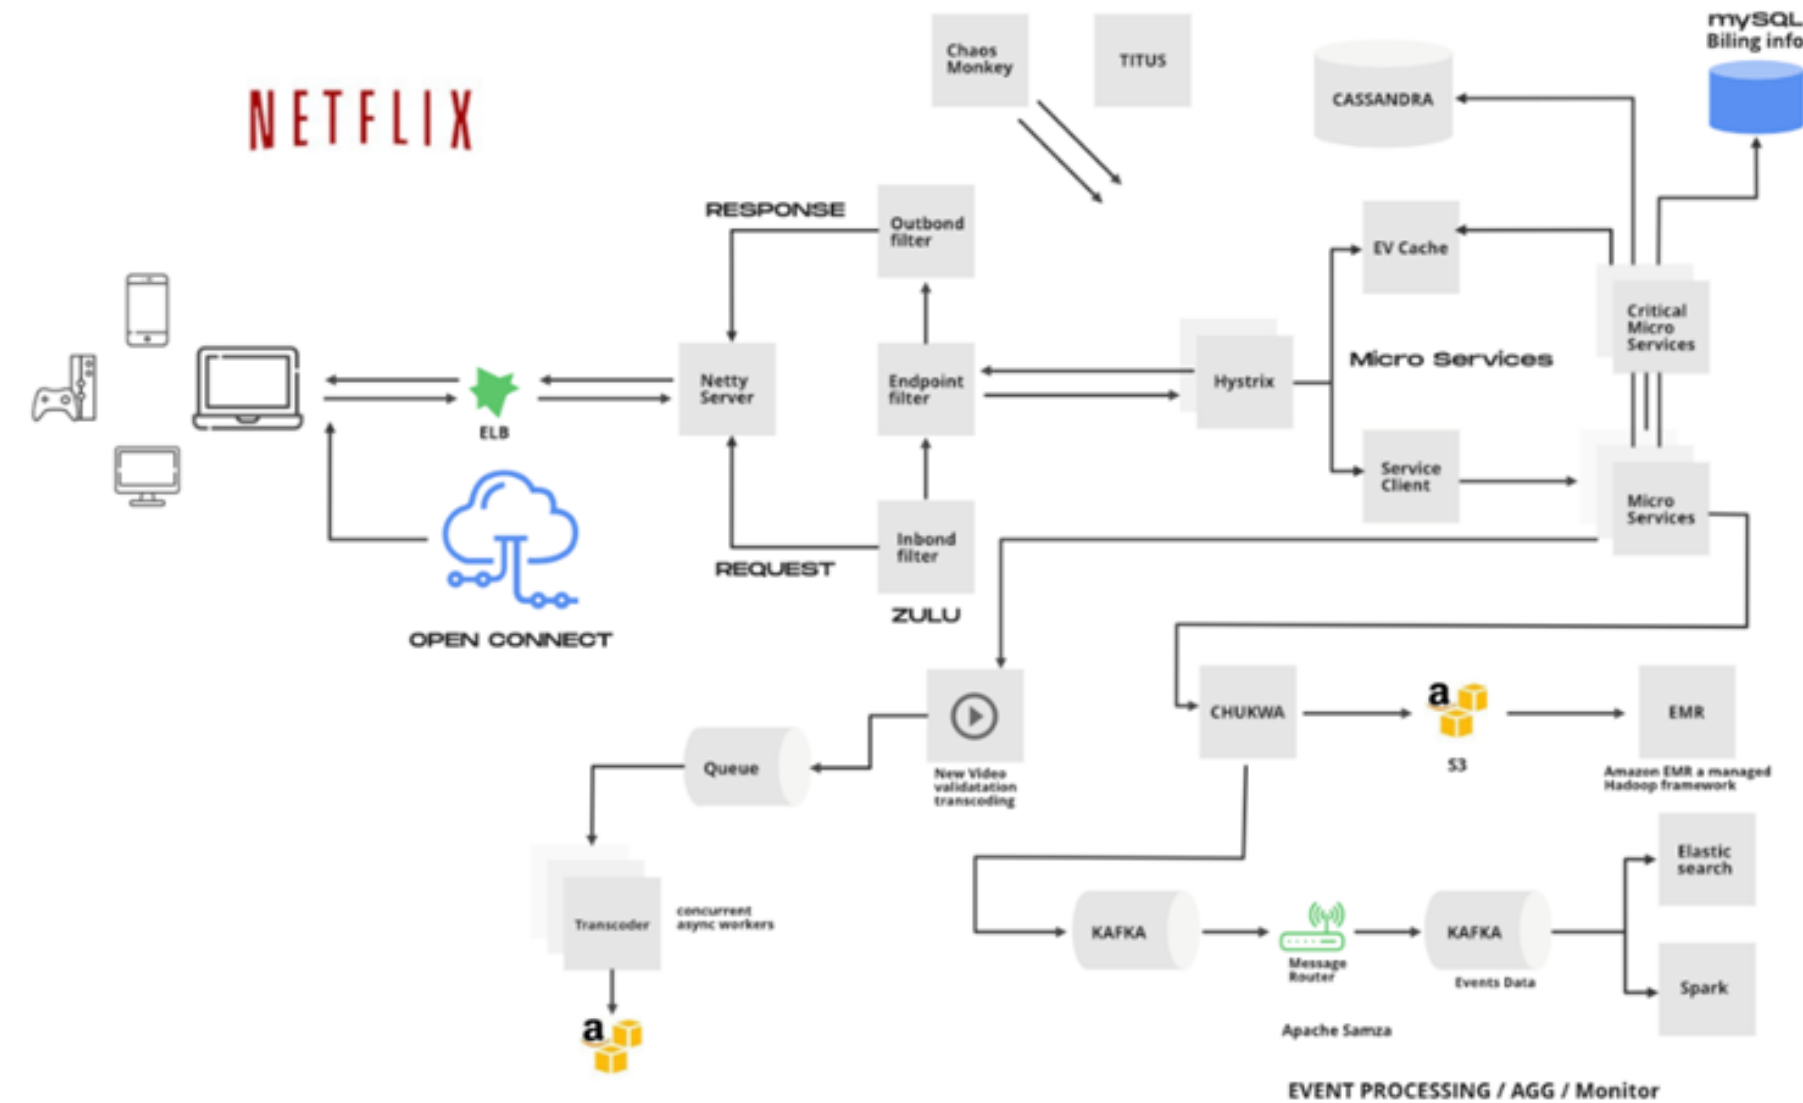 NETFLIX
Chaos
Monkey
TITUS
CASSANDRA
mySQL
Biling info
RESPONSE
Outbond
filter
EV Cache
Critical
Micro
Services
Micro Services
Netty
Server
Endpoint
filter
Hystrix
ELB
Service
Client
Micro
Services
Inbond
filter
REQUEST
ZULU
OPEN CONNECT
CHUKWA
a
S3
EMR
Amazon EMR a managed
Hadoop framework
New Video
validatation
transcoding
Queue
Elastic
search
Transcoder
concurrent
async workers
KAFKA
Message
Router
KAFKA
Events Data
Spark
a
Apache Samza
EVENT PROCESSING / AGG / Monitor